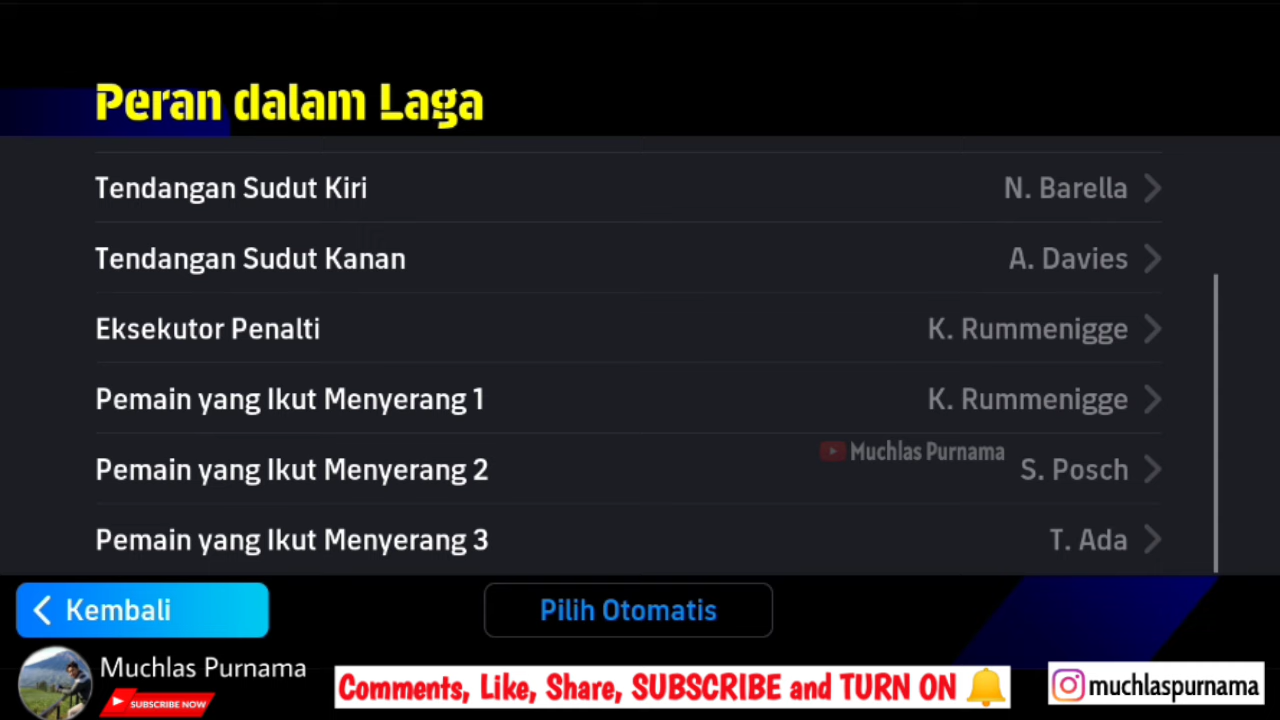 Peran dalam Laga
Tendangan Sudut Kiri N. Barella
Tendangan Sudut Kanan A. Davies
Eksekutor Penalti K. Rummenigge
Pemain yang Ikut Menyerang 1 K. Rummenigge
Muchlas Purnama
Pemain yang Ikut Menyerang 2 S. Posch
Pemain yang Ikut Menyerang 3 T. Ada
Kembali Pilih Otomatis
Muchlas Purnama
SUBSCRIBE NOW
Comments, Like, Share, SUBSCRIBE and TURN ON
muchlaspurnama